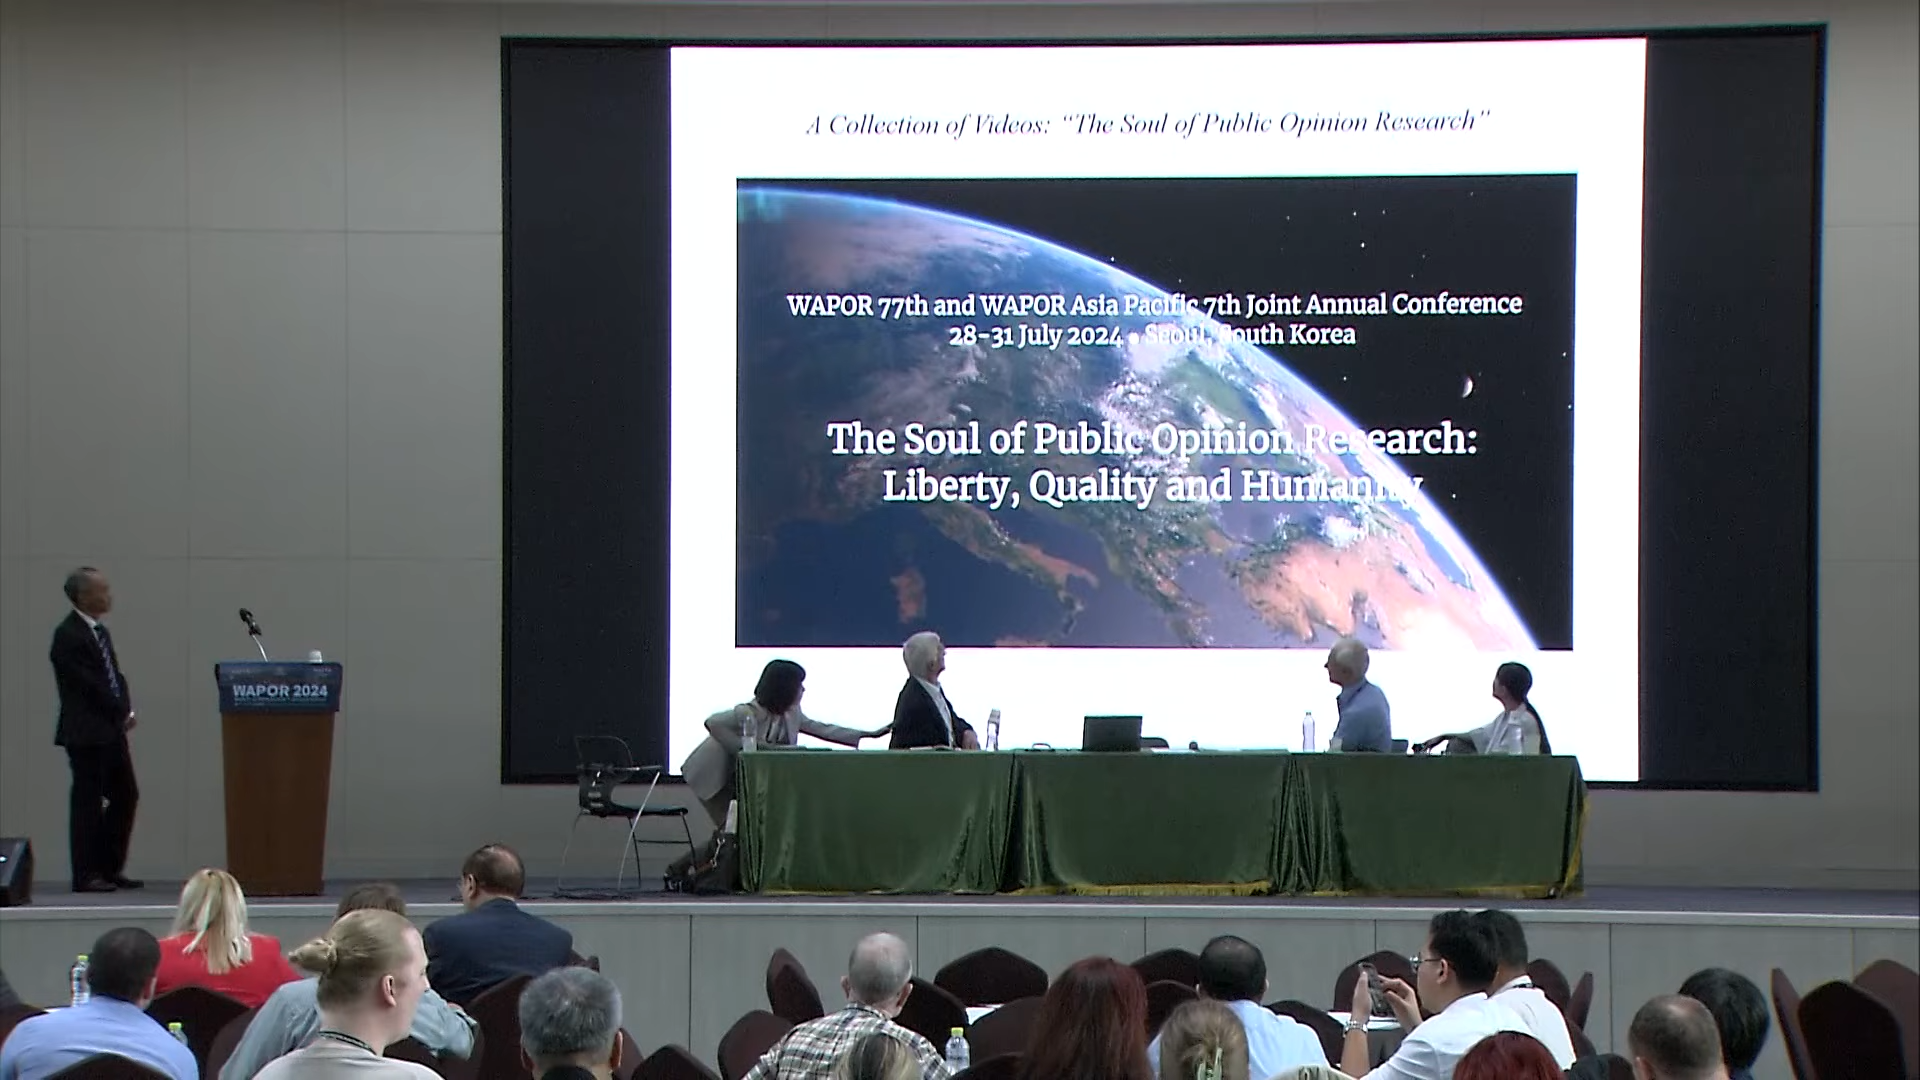 A Collection of Videos: "The Soul of Public Opinion Research"
WAPOR 77th and WAPOR Asia Pacific 7th Joint Annual Conference
28-31 July 2024 • Seoul, South Korea
The Soul of Public Opinion Research:
Liberty, Quality and Humanity
WAPOR 2024